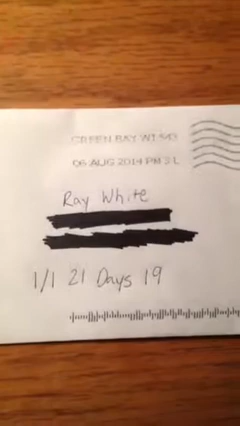 GREEN BAY WI 543
06 AUG 2014 PM 3 L
Ray White
1/1 21 Days 19